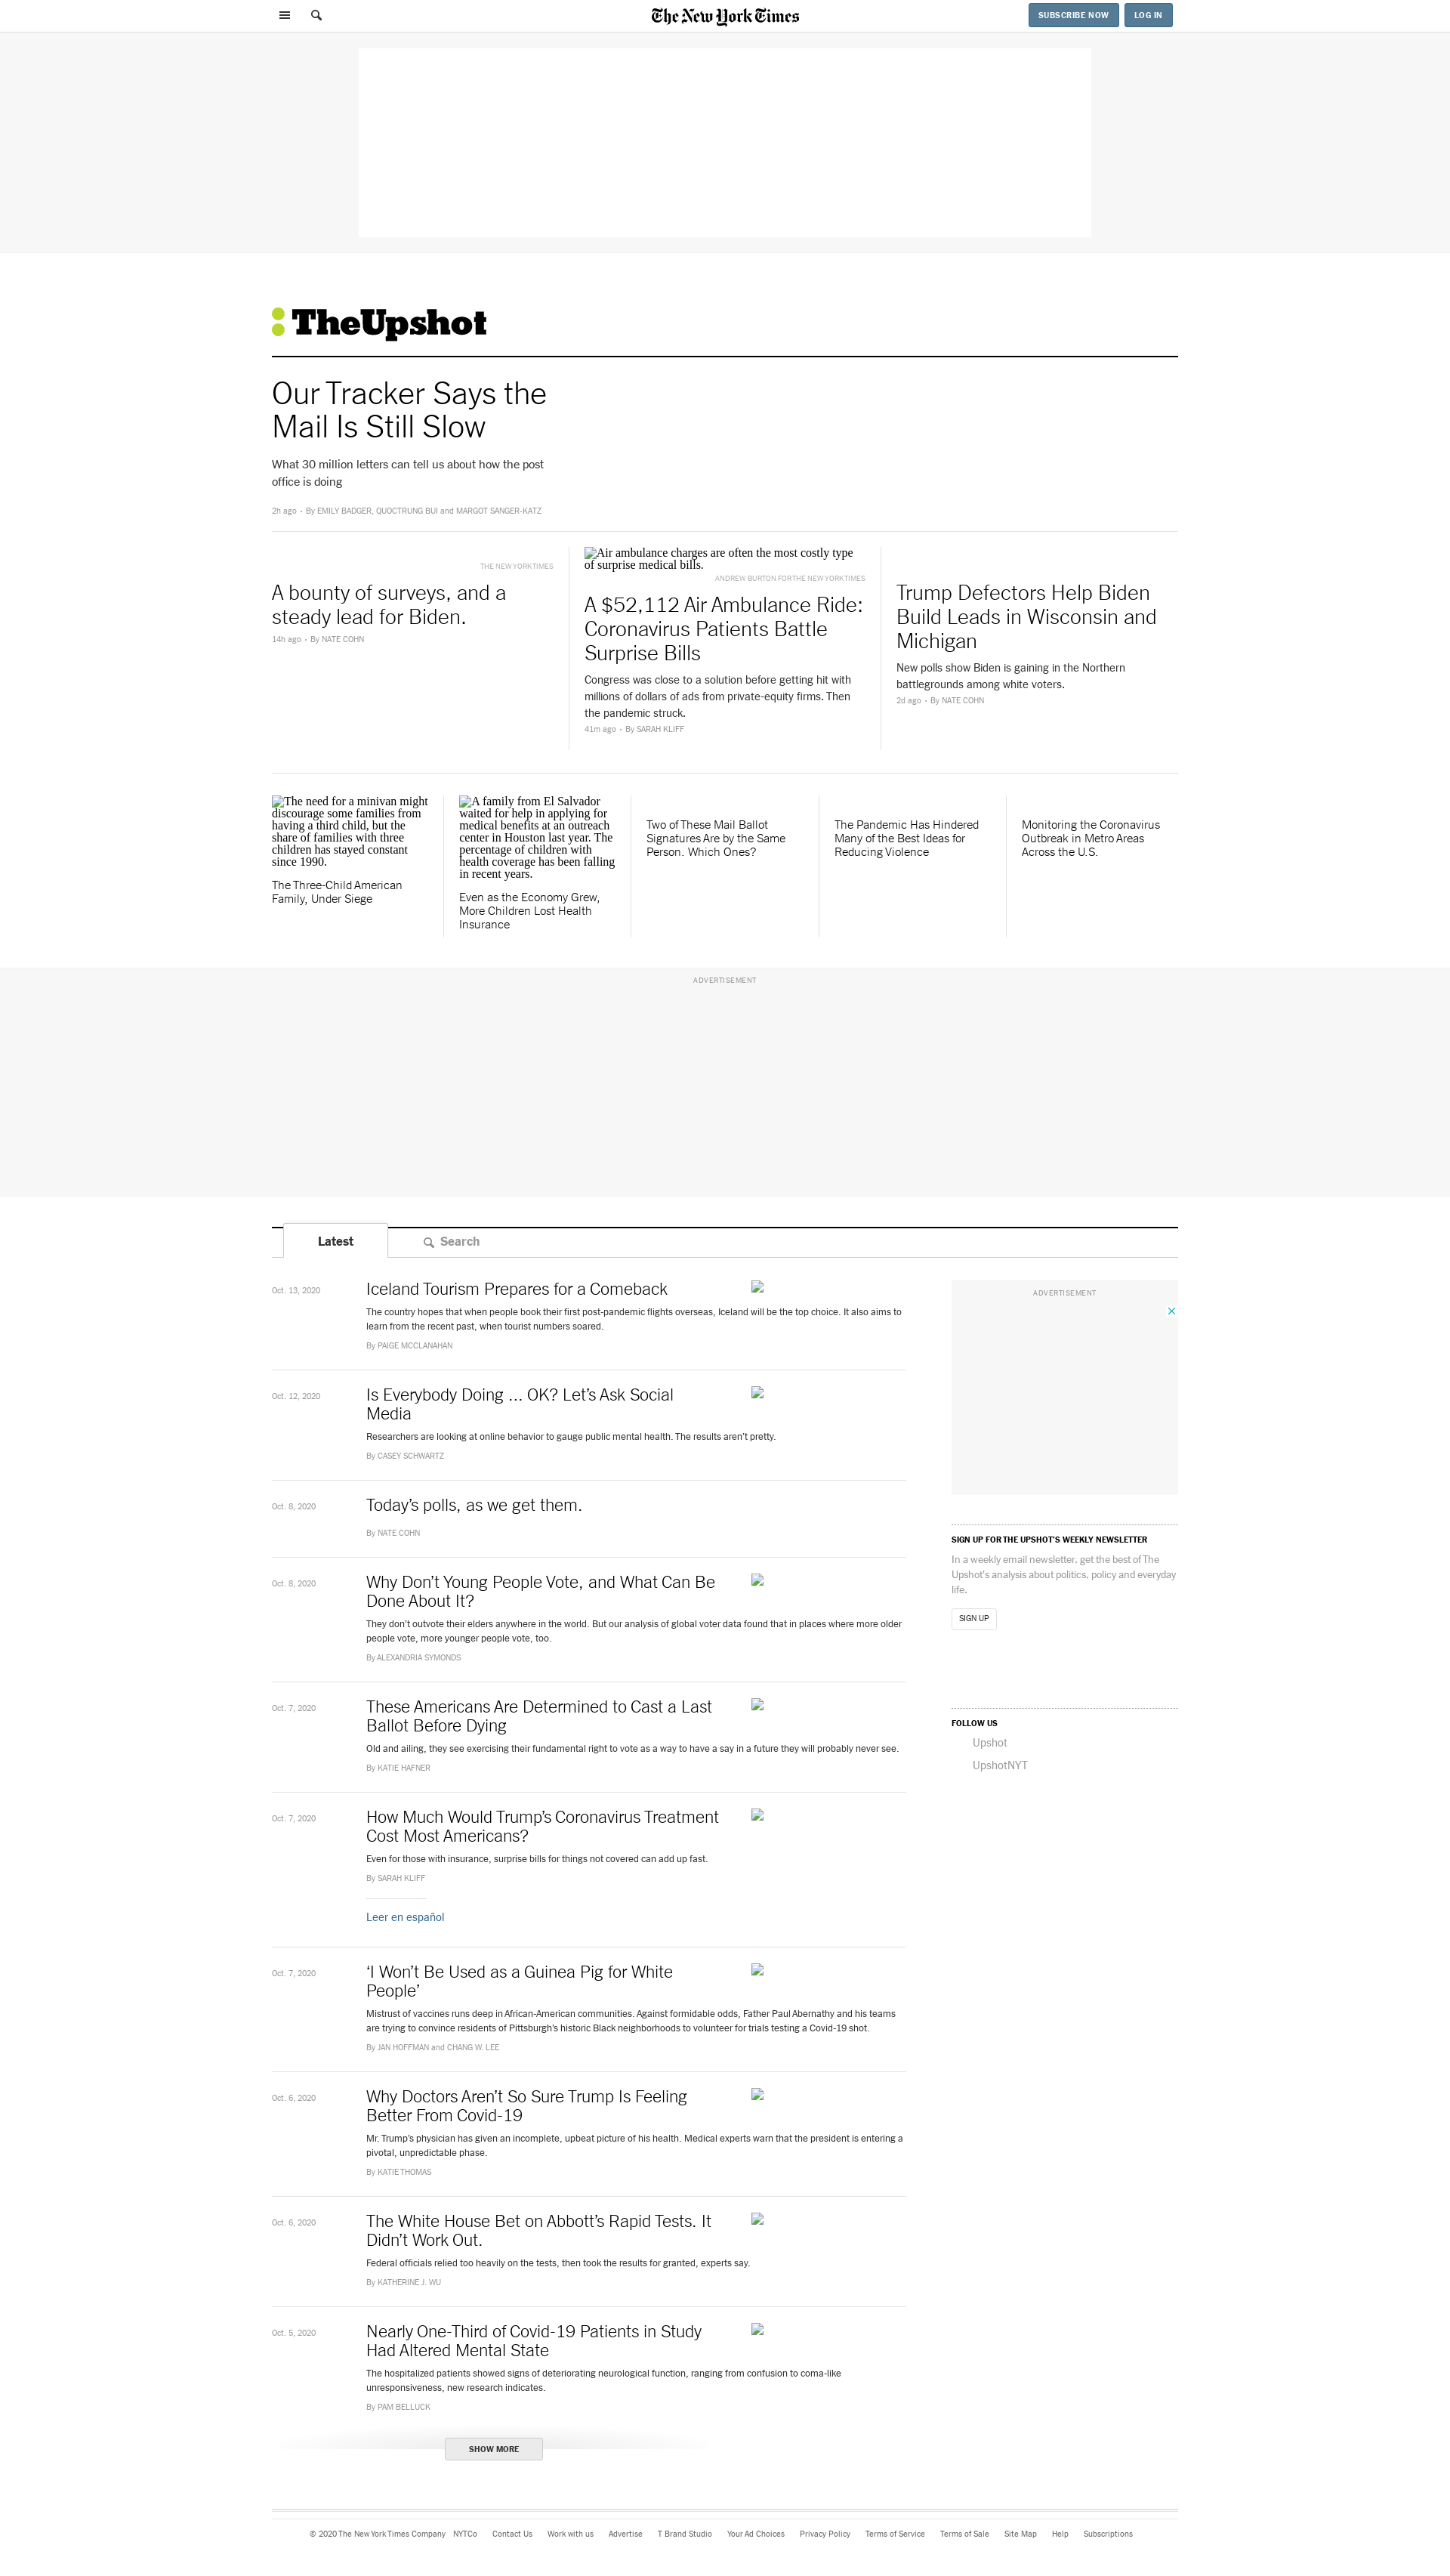 The New York Times
SUBSCRIBE NOW
LOG IN
TheUpshot
Our Tracker Says the
Mail Is Still Slow
What 30 million letters can tell us about how the post
office is doing
2h ago • By EMILY BADGER, QUOCTRUNG BUI and MARGOT SANGER-KATZ
THE NEW YORK TIMES
A bounty of surveys, and a
steady lead for Biden.
14h ago • By NATE COHN
Air ambulance charges are often the most costly type
of surprise medical bills.
ANDREW BURTON FOR THE NEW YORK TIMES
A $52,112 Air Ambulance Ride:
Coronavirus Patients Battle
Surprise Bills
Congress was close to a solution before getting hit with
millions of dollars of ads from private-equity firms. Then
the pandemic struck.
41m ago • By SARAH KLIFF
Trump Defectors Help Biden
Build Leads in Wisconsin and
Michigan
New polls show Biden is gaining in the Northern
battlegrounds among white voters.
2d ago • By NATE COHN
The need for a minivan might
discourage some families from
having a third child, but the
share of families with three
children has stayed constant
since 1990.
The Three-Child American
Family, Under Siege
A family from El Salvador
waited for help in applying for
medical benefits at an outreach
center in Houston last year. The
percentage of children with
health coverage has been falling
in recent years.
Even as the Economy Grew,
More Children Lost Health
Insurance
Two of These Mail Ballot
Signatures Are by the Same
Person. Which Ones?
The Pandemic Has Hindered
Many of the Best Ideas for
Reducing Violence
Monitoring the Coronavirus
Outbreak in Metro Areas
Across the U.S.
ADVERTISEMENT
Latest
Search
Oct. 13, 2020
Iceland Tourism Prepares for a Comeback
The country hopes that when people book their first post-pandemic flights overseas, Iceland will be the top choice. It also aims to
learn from the recent past, when tourist numbers soared.
By PAIGE MCCLANAHAN
Oct. 12, 2020
Is Everybody Doing ... OK? Let’s Ask Social
Media
Researchers are looking at online behavior to gauge public mental health. The results aren’t pretty.
By CASEY SCHWARTZ
Oct. 8, 2020
Today’s polls, as we get them.
By NATE COHN
Oct. 8, 2020
Why Don’t Young People Vote, and What Can Be
Done About It?
They don’t outvote their elders anywhere in the world. But our analysis of global voter data found that in places where more older
people vote, more younger people vote, too.
By ALEXANDRIA SYMONDS
Oct. 7, 2020
These Americans Are Determined to Cast a Last
Ballot Before Dying
Old and ailing, they see exercising their fundamental right to vote as a way to have a say in a future they will probably never see.
By KATIE HAFNER
Oct. 7, 2020
How Much Would Trump’s Coronavirus Treatment
Cost Most Americans?
Even for those with insurance, surprise bills for things not covered can add up fast.
By SARAH KLIFF
Leer en español
Oct. 7, 2020
‘I Won’t Be Used as a Guinea Pig for White
People’
Mistrust of vaccines runs deep in African-American communities. Against formidable odds, Father Paul Abernathy and his teams
are trying to convince residents of Pittsburgh’s historic Black neighborhoods to volunteer for trials testing a Covid-19 shot.
By JAN HOFFMAN and CHANG W. LEE
Oct. 6, 2020
Why Doctors Aren’t So Sure Trump Is Feeling
Better From Covid-19
Mr. Trump’s physician has given an incomplete, upbeat picture of his health. Medical experts warn that the president is entering a
pivotal, unpredictable phase.
By KATIE THOMAS
Oct. 6, 2020
The White House Bet on Abbott’s Rapid Tests. It
Didn’t Work Out.
Federal officials relied too heavily on the tests, then took the results for granted, experts say.
By KATHERINE J. WU
Oct. 5, 2020
Nearly One-Third of Covid-19 Patients in Study
Had Altered Mental State
The hospitalized patients showed signs of deteriorating neurological function, ranging from confusion to coma-like
unresponsiveness, new research indicates.
By PAM BELLUCK
SHOW MORE
ADVERTISEMENT
SIGN UP FOR THE UPSHOT’S WEEKLY NEWSLETTER
In a weekly email newsletter, get the best of The
Upshot’s analysis about politics, policy and everyday
life.
SIGN UP
FOLLOW US
Upshot
UpshotNYT
© 2020 The New York Times Company NYTCo Contact Us Work with us Advertise T Brand Studio Your Ad Choices Privacy Policy Terms of Service Terms of Sale Site Map Help Subscriptions